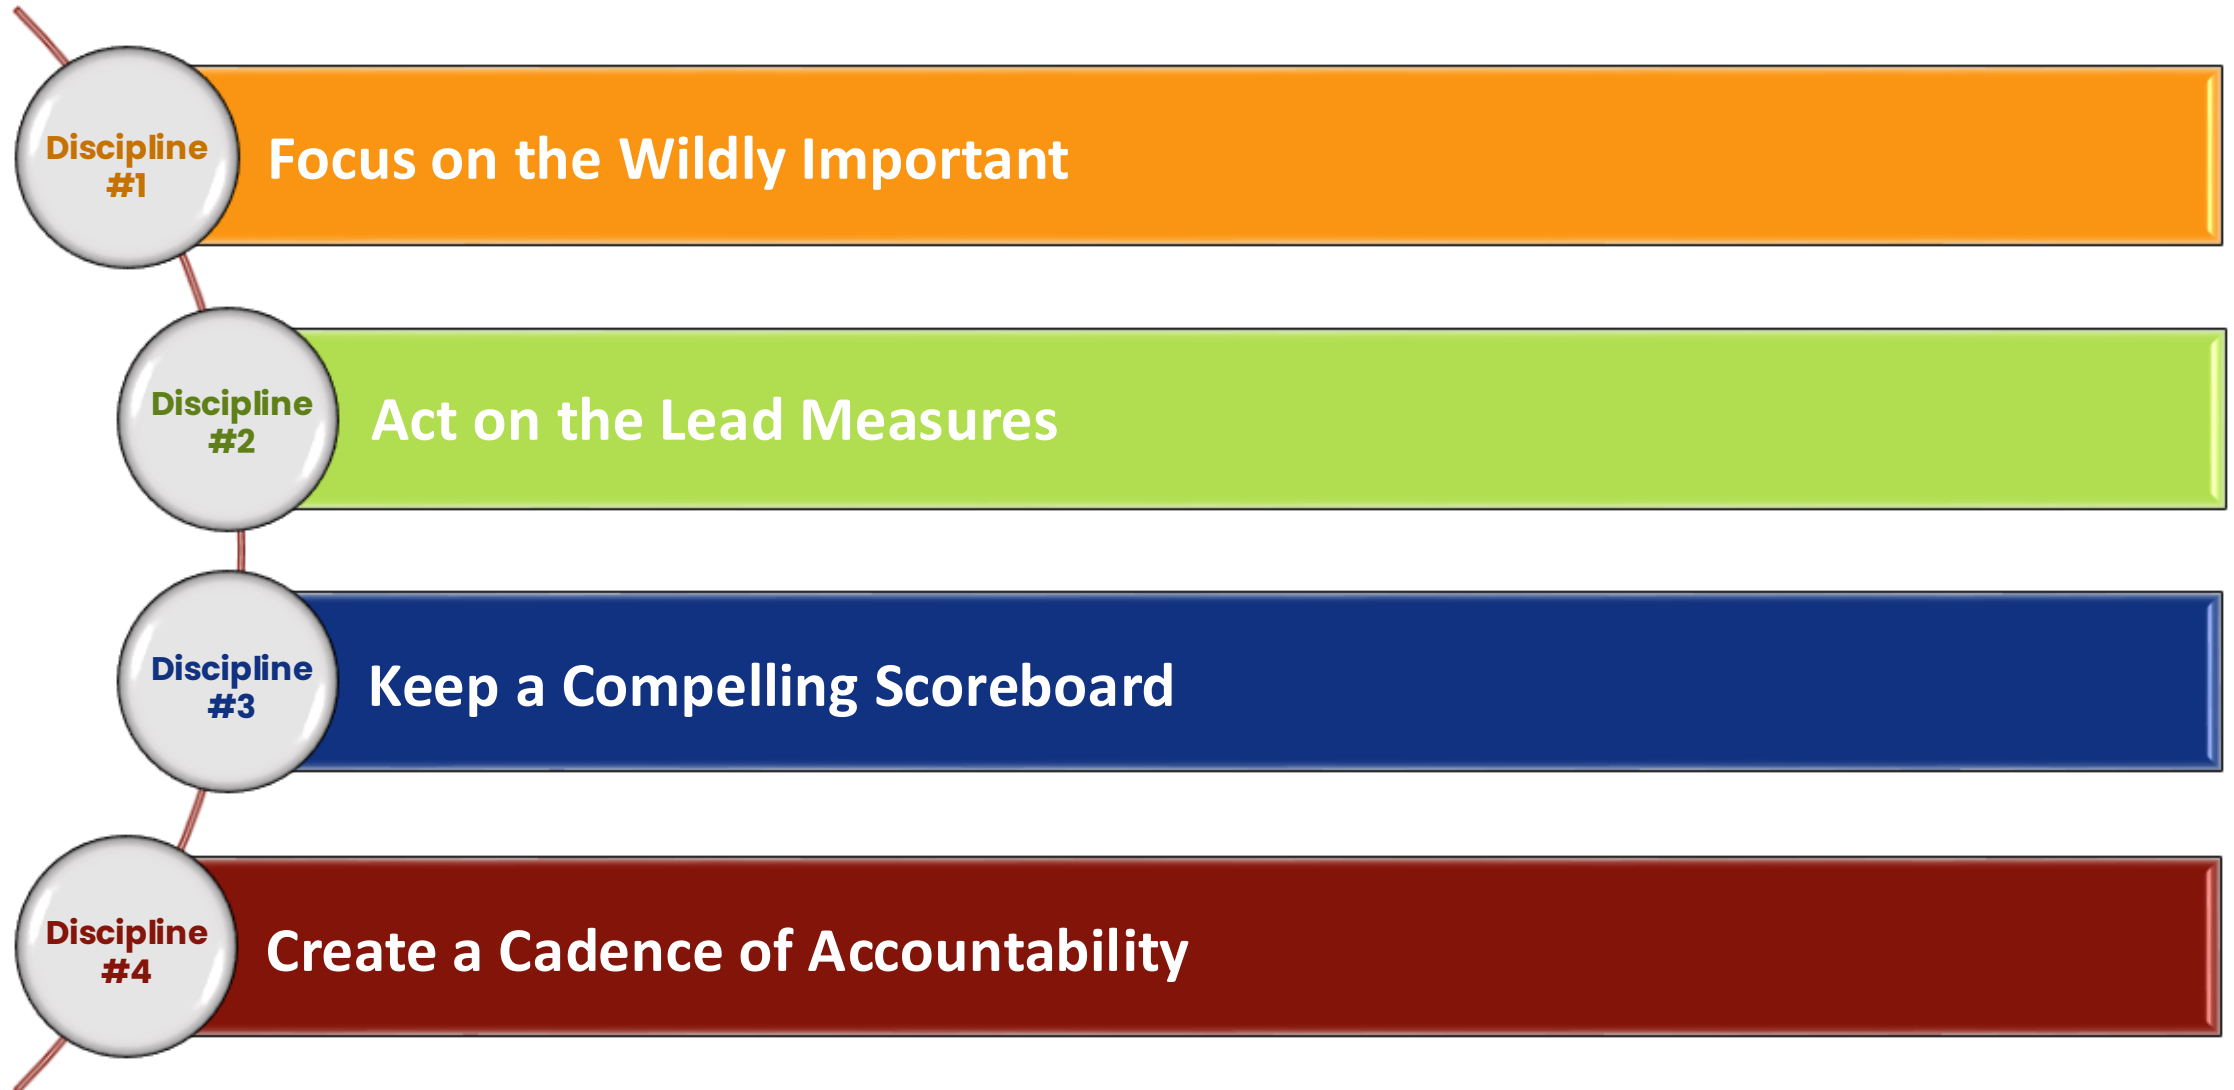 Discipline
#1
Focus on the Wildly Important
Discipline
#2
Act on the Lead Measures
Discipline
#3
Keep a Compelling Scoreboard
Discipline
#4
Create a Cadence of Accountability